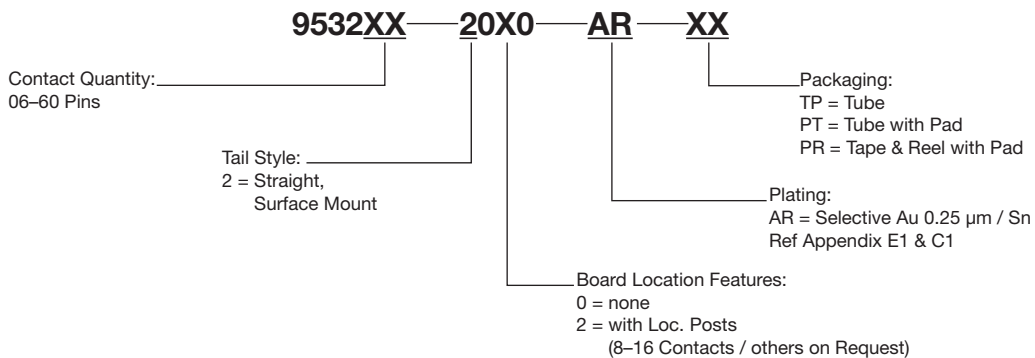 9532XX 20X0 AR XX
Contact Quantity:
06–60 Pins
Packaging:
TP = Tube
PT = Tube with Pad
PR = Tape & Reel with Pad
Tail Style:
2 = Straight,
Surface Mount
Plating:
AR = Selective Au 0.25 µm / Sn
Ref Appendix E1 & C1
Board Location Features:
0 = none
2 = with Loc. Posts
(8–16 Contacts / others on Request)